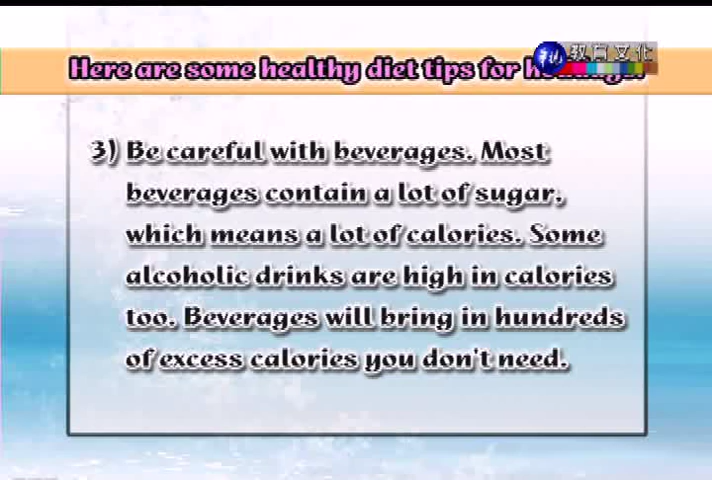 Here are some healthy diet tips for
華視 教育文化
3) Be careful with beverages. Most
beverages contain a lot of sugar,
which means a lot of calories. Some
alcoholic drinks are high in calories
too. Beverages will bring in hundreds
of excess calories you don't need.